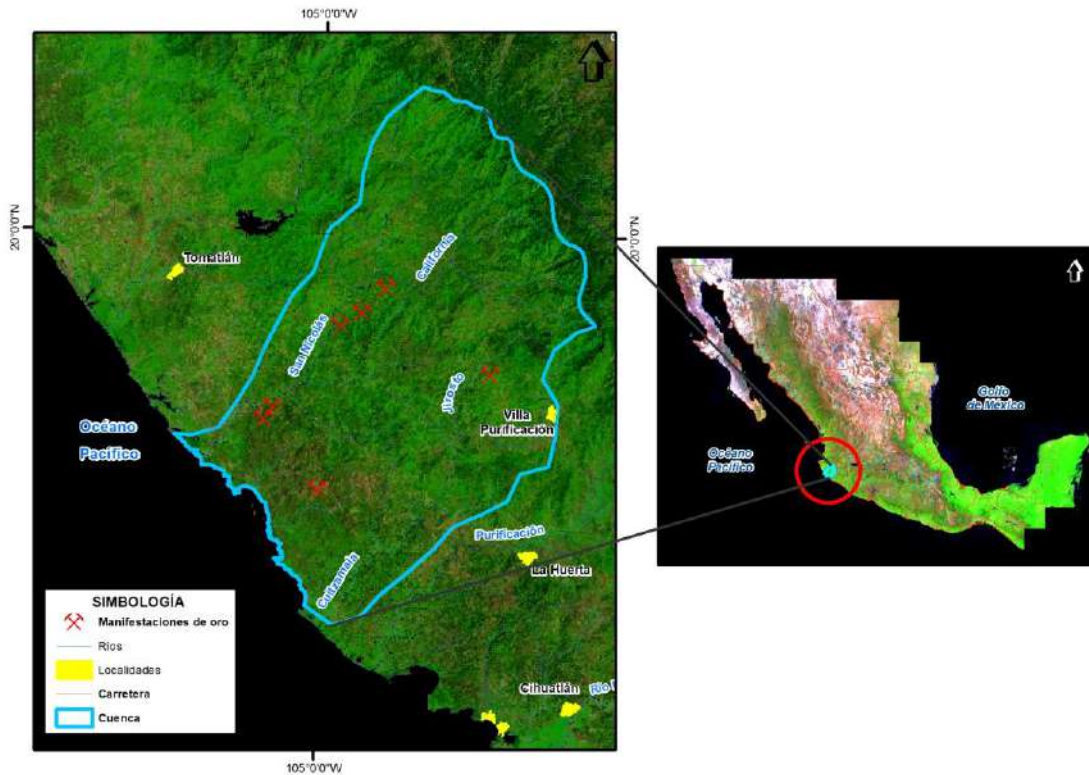 105°0'0"W
20°0'0"N
20°0'0"N
Tomatlán
California
San Nicolás
Jirosto
Villa
Purificación
Océano
Pacífico
Purificación
La Huerta
Cuitzamala
Cihuatlán
Río
SIMBOLOGÍA
Manifestaciones de oro
Ríos
Localidades
Carretera
Cuenca
105°0'0"W
Golfo
de México
Océano
Pacífico